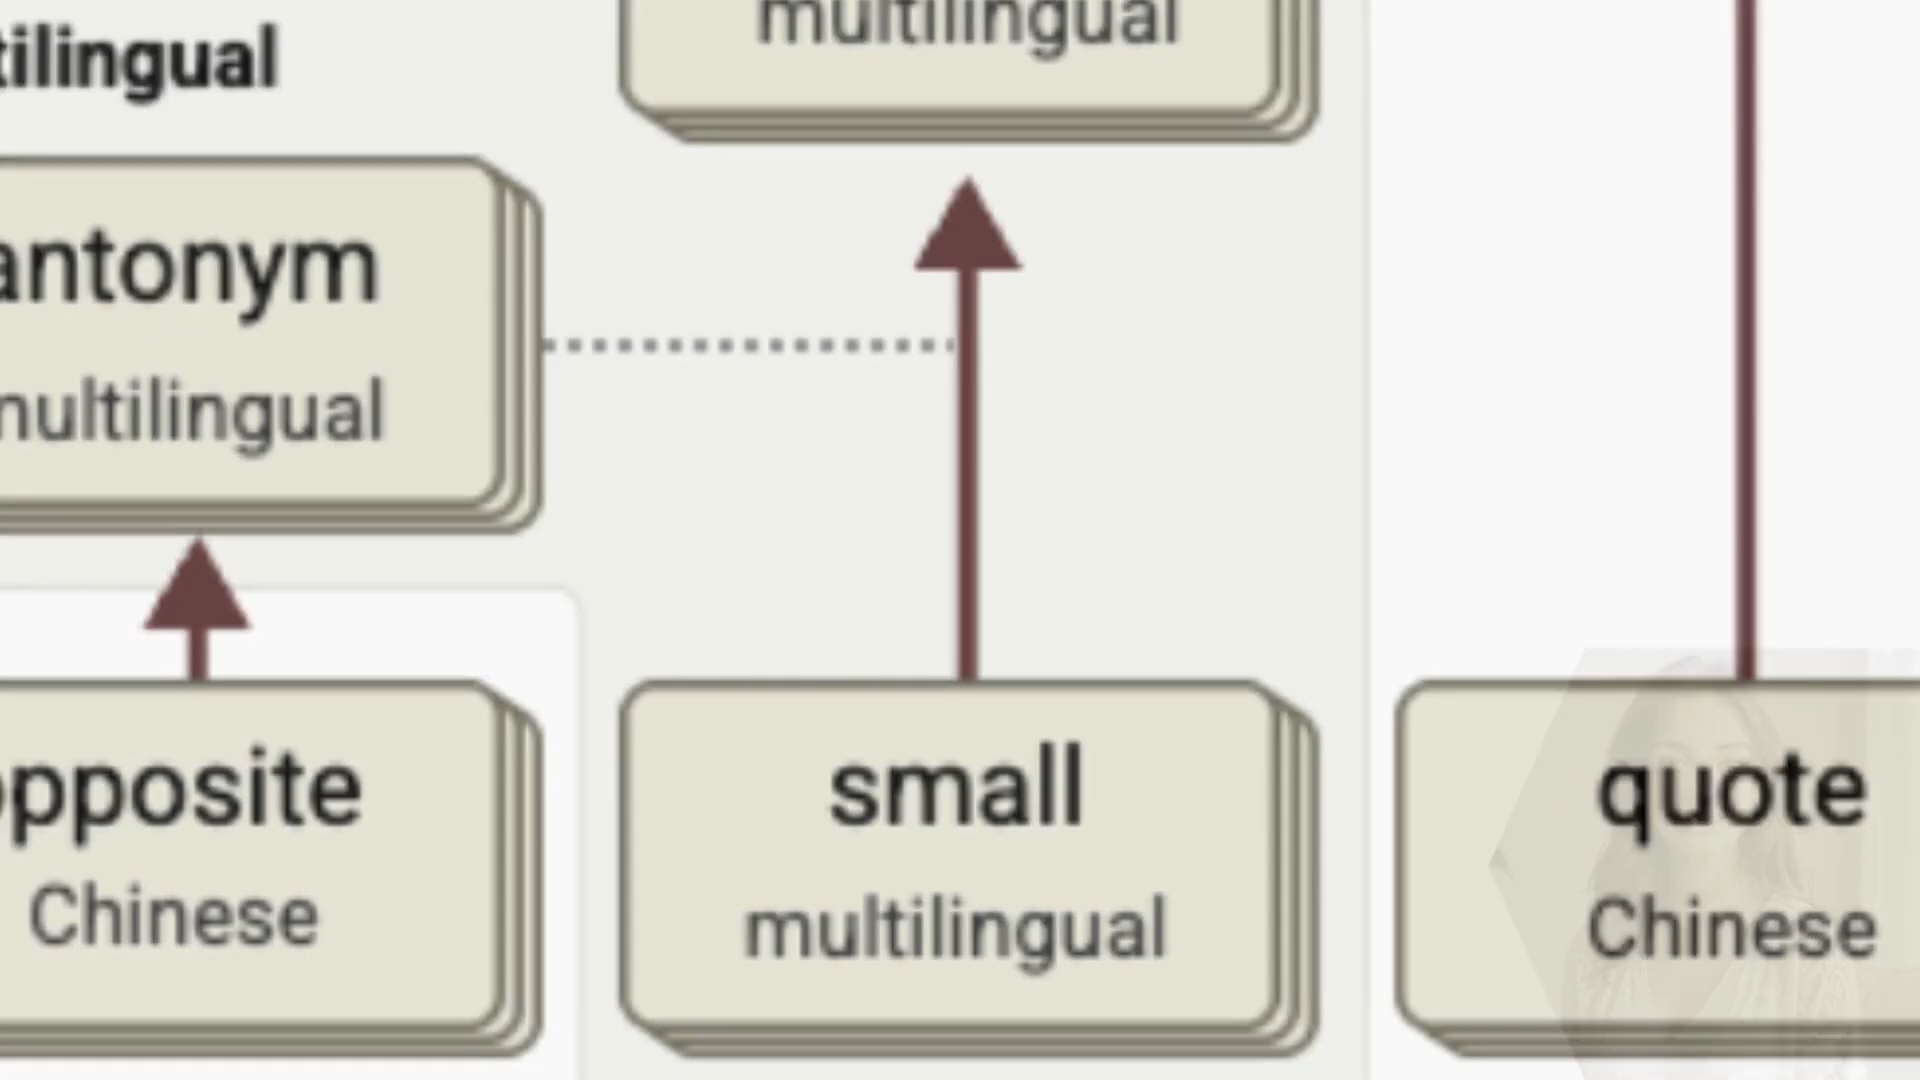 tilingual
multilingual
antonym
multilingual
opposite
Chinese
small
multilingual
quote
Chinese